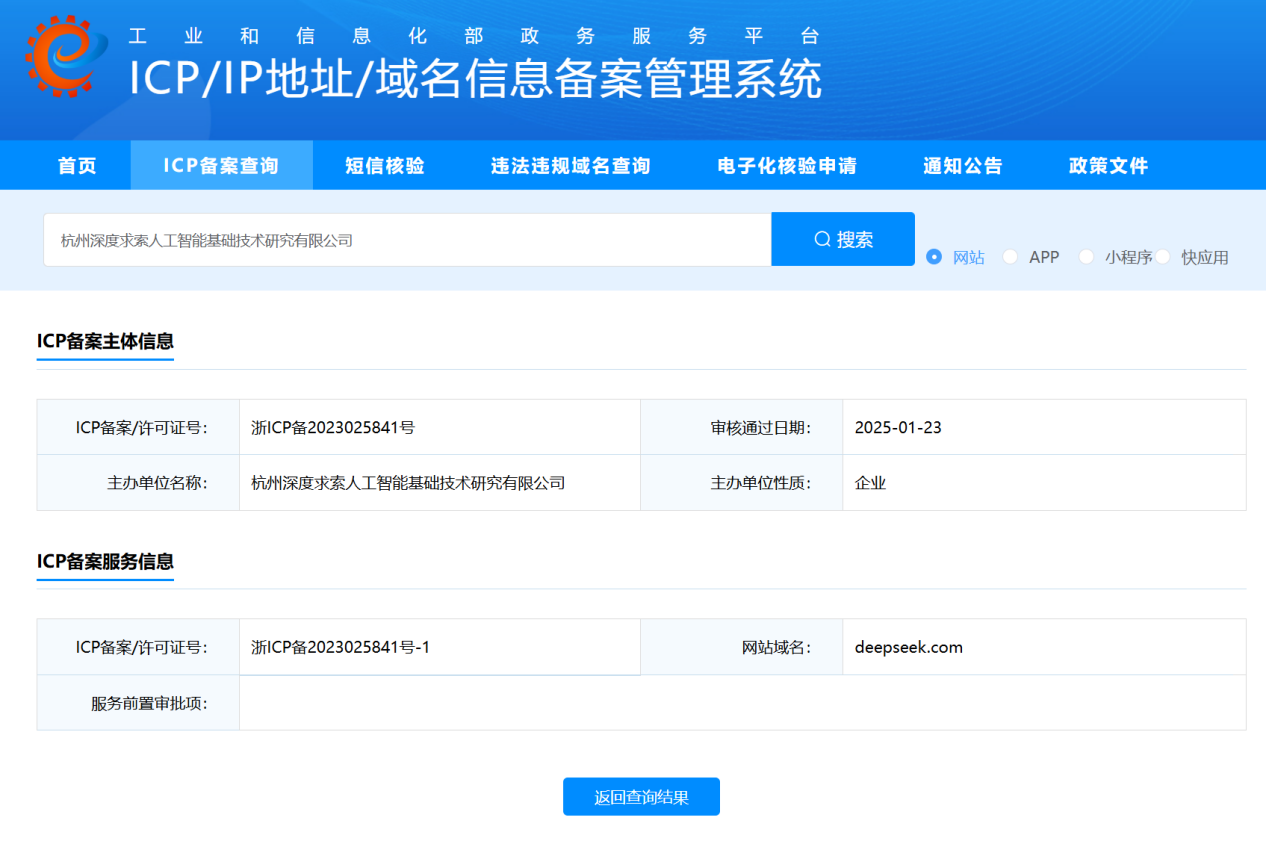 工业和信息化部政务服务平台
ICP/IP地址/域名信息备案管理系统
首页 ICP备案查询 短信核验 违法违规域名查询 电子化核验申请 通知公告 政策文件
杭州深度求索人工智能基础技术研究有限公司 搜索 网站 APP 小程序 快应用
ICP备案主体信息
ICP备案/许可证号： 浙ICP备2023025841号 审核通过日期： 2025-01-23
主办单位名称： 杭州深度求索人工智能基础技术研究有限公司 主办单位性质： 企业
ICP备案服务信息
ICP备案/许可证号： 浙ICP备2023025841号-1 网站域名： deepseek.com
服务前置审批项：
返回查询结果